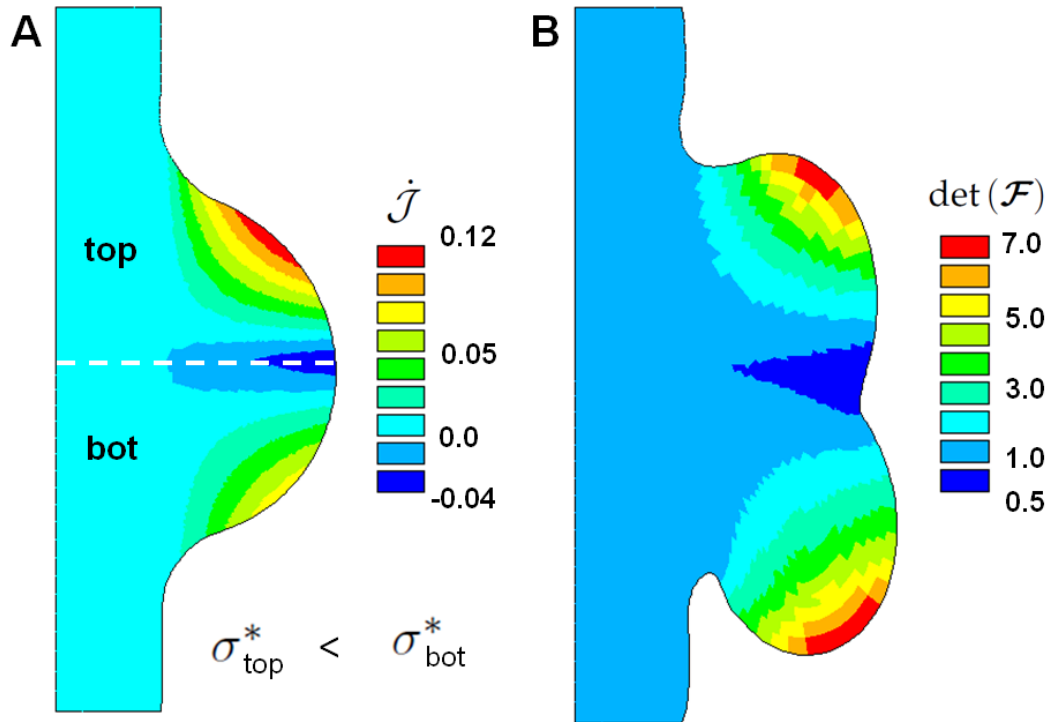 A
top
bot
𝒥̇
0.12
0.05
0.0
-0.04
σ*top < σ*bot
B
det (𝓕)
7.0
5.0
3.0
1.0
0.5